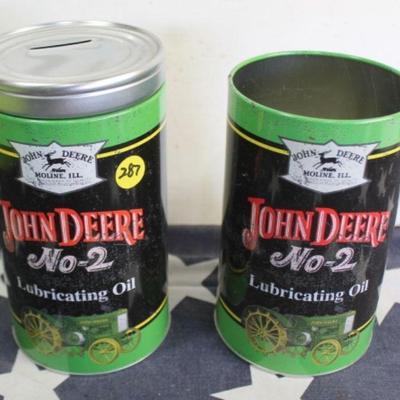 JOHN DEERE
MOLINE, ILL.
287
JOHN DEERE
No-2
Lubricating Oil
JOHN DEERE
MOLINE, ILL.
JOHN DEERE
No-2
Lubricating Oil